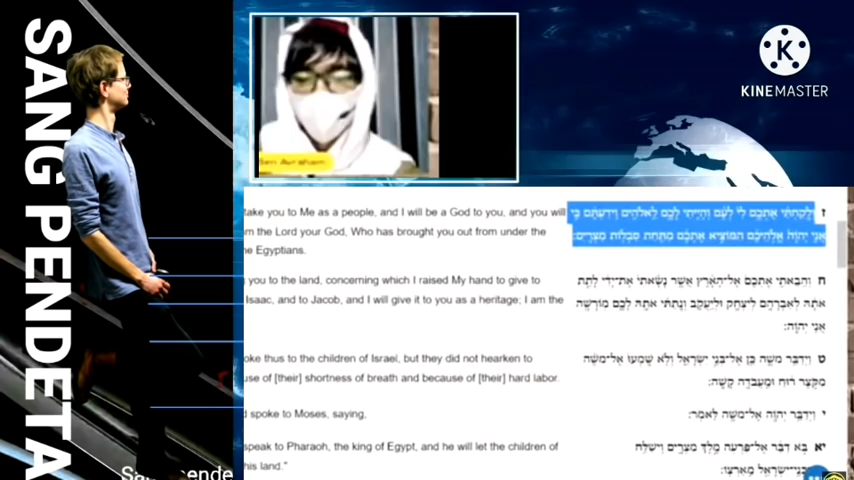 SANG PENDETA
Ben Avraham
KINEMASTER
take you to Me as a people, and I will be a God to you, and you will
m the Lord your God, Who has brought you out from under the
e Egyptians.
ז וְלָקַחְתִּי אֶתְכֶם לִי לְעָם וְהָיִיתִי לָכֶם לֵאלֹהִים וִידַעְתֶּם כִּי
אֲנִי יְהֹוָה אֱלֹהֵיכֶם הַמּוֹצִיא אֶתְכֶם מִתַּחַת סִבְלוֹת מִצְרָיִם:
you to the land, concerning which I raised My hand to give to
Isaac, and to Jacob, and I will give it to you as a heritage; I am the
ח וְהֵבֵאתִי אֶתְכֶם אֶל־הָאָרֶץ אֲשֶׁר נָשָׂאתִי אֶת־יָדִי לָתֵת
אֹתָהּ לְאַבְרָהָם לְיִצְחָק וּלְיַעֲקֹב וְנָתַתִּי אֹתָהּ לָכֶם מוֹרָשָׁה
אֲנִי יְהֹוָה:
oke thus to the children of Israel, but they did not hearken to
use of [their] shortness of breath and because of [their] hard labor.
ט וַיְדַבֵּר מֹשֶׁה כֵּן אֶל־בְּנֵי יִשְׂרָאֵל וְלֹא שָׁמְעוּ אֶל־מֹשֶׁה
מִקֹּצֶר רוּחַ וּמֵעֲבֹדָה קָשָׁה:
d spoke to Moses, saying,
י וַיְדַבֵּר יְהֹוָה אֶל־מֹשֶׁה לֵּאמֹר:
speak to Pharaoh, the king of Egypt, and he will let the children of
his land."
יא בֹּא דַבֵּר אֶל־פַּרְעֹה מֶלֶךְ מִצְרָיִם וִישַׁלַּח
בְּנֵי־יִשְׂרָאֵל מֵאַרְצוֹ: